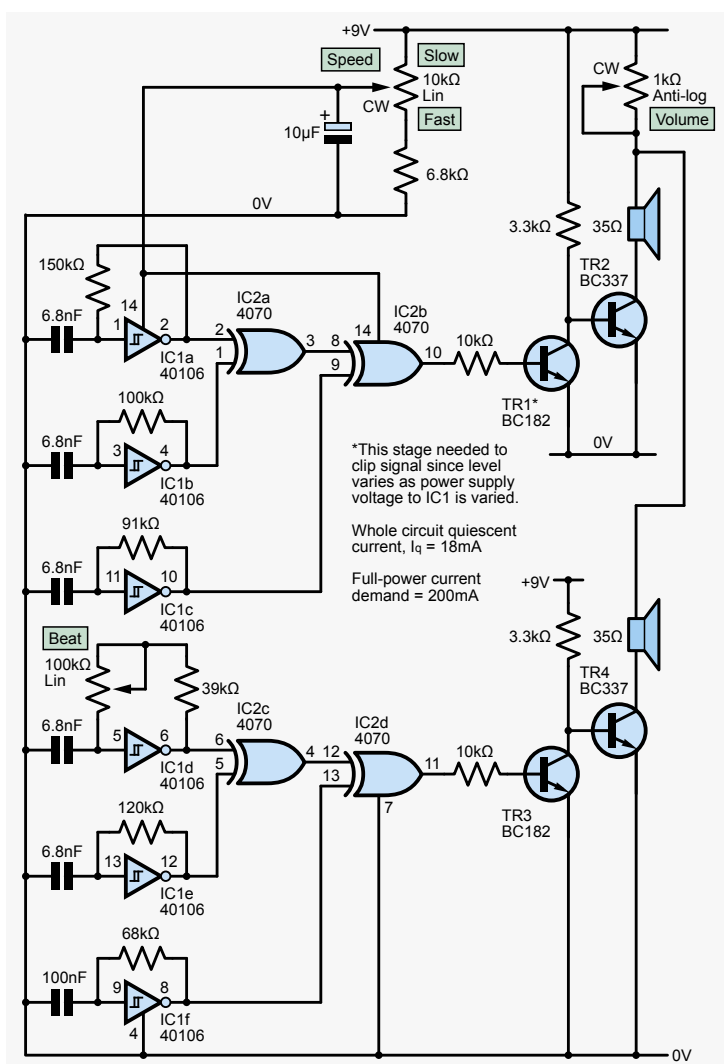 +9V
Speed
Slow
10kΩ
Lin
CW
Fast
+
10µF
6.8kΩ
0V
CW
1kΩ
Anti-log
Volume
3.3kΩ
35Ω
TR2
BC337
150kΩ
6.8nF
14
1
2
IC1a
40106
IC2a
4070
2
1
3
IC2b
4070
14
8
9
10
10kΩ
TR1*
BC182
0V
100kΩ
6.8nF
3
4
IC1b
40106
91kΩ
6.8nF
11
10
IC1c
40106
*This stage needed to
clip signal since level
varies as power supply
voltage to IC1 is varied.
Whole circuit quiescent
current, Iq = 18mA
Full-power current
demand = 200mA
+9V
3.3kΩ
35Ω
TR4
BC337
Beat
100kΩ
Lin
39kΩ
6.8nF
5
6
IC1d
40106
IC2c
4070
6
5
4
IC2d
4070
12
13
11
7
10kΩ
TR3
BC182
120kΩ
6.8nF
13
12
IC1e
40106
68kΩ
100nF
9
8
4
IC1f
40106
0V